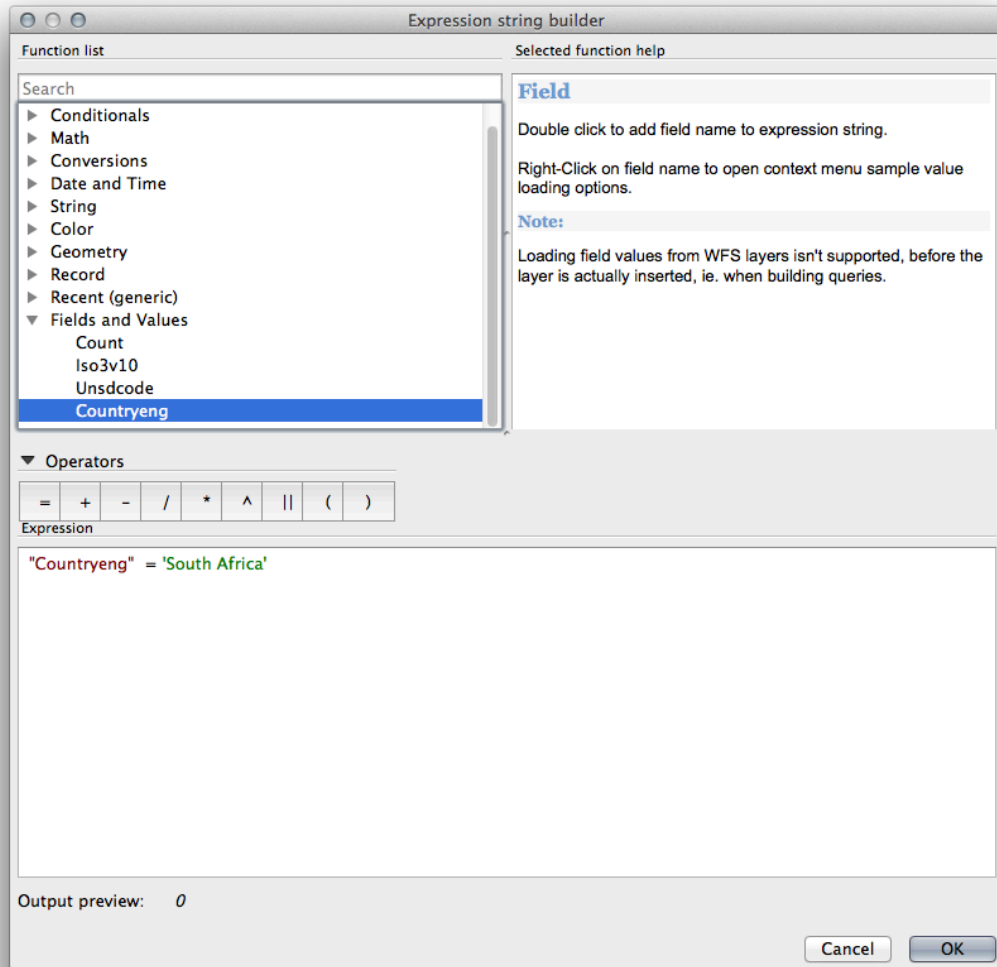 Expression string builder
Function list
Search
Conditionals
Math
Conversions
Date and Time
String
Color
Geometry
Record
Recent (generic)
Fields and Values
Count
Iso3v10
Unsdcode
Countryeng
Selected function help
Field
Double click to add field name to expression string.
Right-Click on field name to open context menu sample value
loading options.
Note:
Loading field values from WFS layers isn't supported, before the
layer is actually inserted, ie. when building queries.
Operators
= + - / * ^ || ( )
Expression
"Countryeng" = 'South Africa'
Output preview: 0
Cancel OK